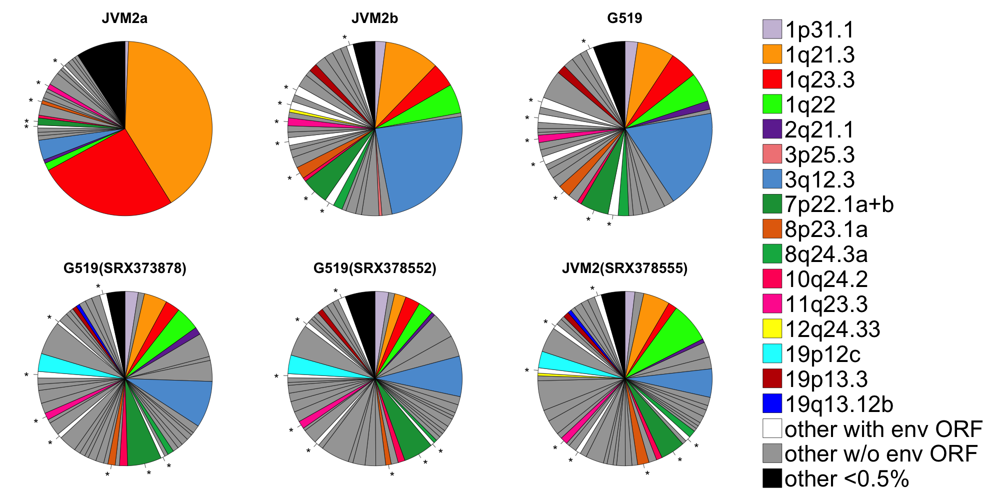 JVM2a
JVM2b
G519
G519(SRX373878)
G519(SRX378552)
JVM2(SRX378555)
1p31.1
1q21.3
1q23.3
1q22
2q21.1
3p25.3
3q12.3
7p22.1a+b
8p23.1a
8q24.3a
10q24.2
11q23.3
12q24.33
19p12c
19p13.3
19q13.12b
other with env ORF
other w/o env ORF
other <0.5%